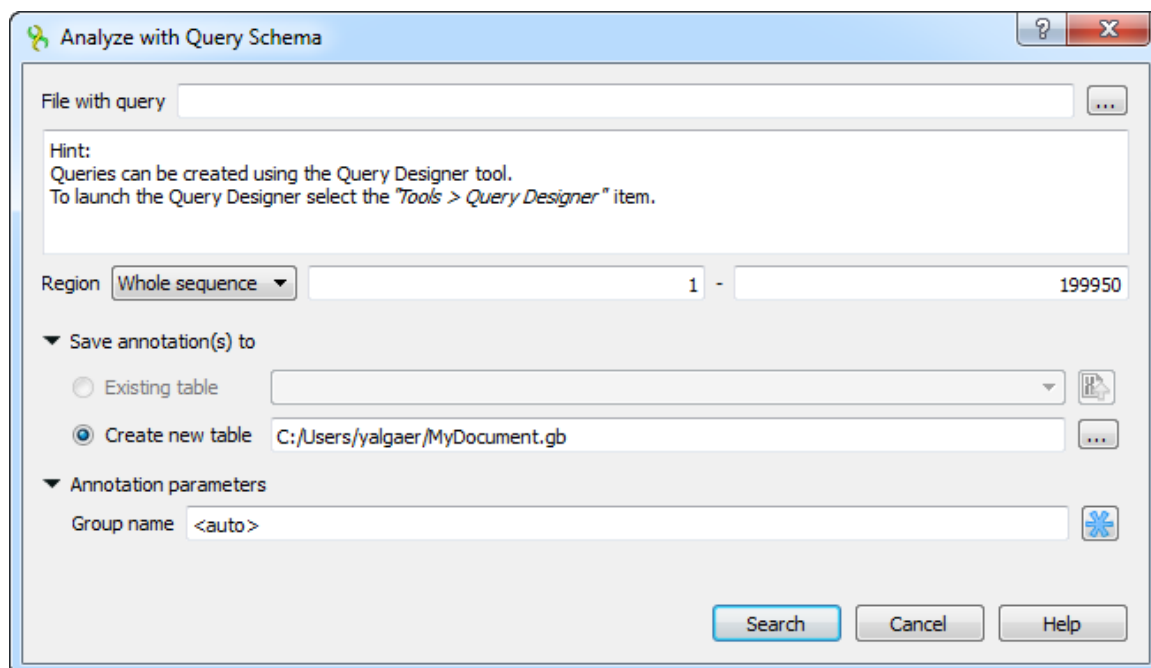 Analyze with Query Schema
File with query
...
Hint:
Queries can be created using the Query Designer tool.
To launch the Query Designer select the "Tools > Query Designer" item.
Region Whole sequence 1 - 199950
Save annotation(s) to
Existing table
Create new table C:/Users/yalgaer/MyDocument.gb ...
Annotation parameters
Group name <auto>
Search Cancel Help